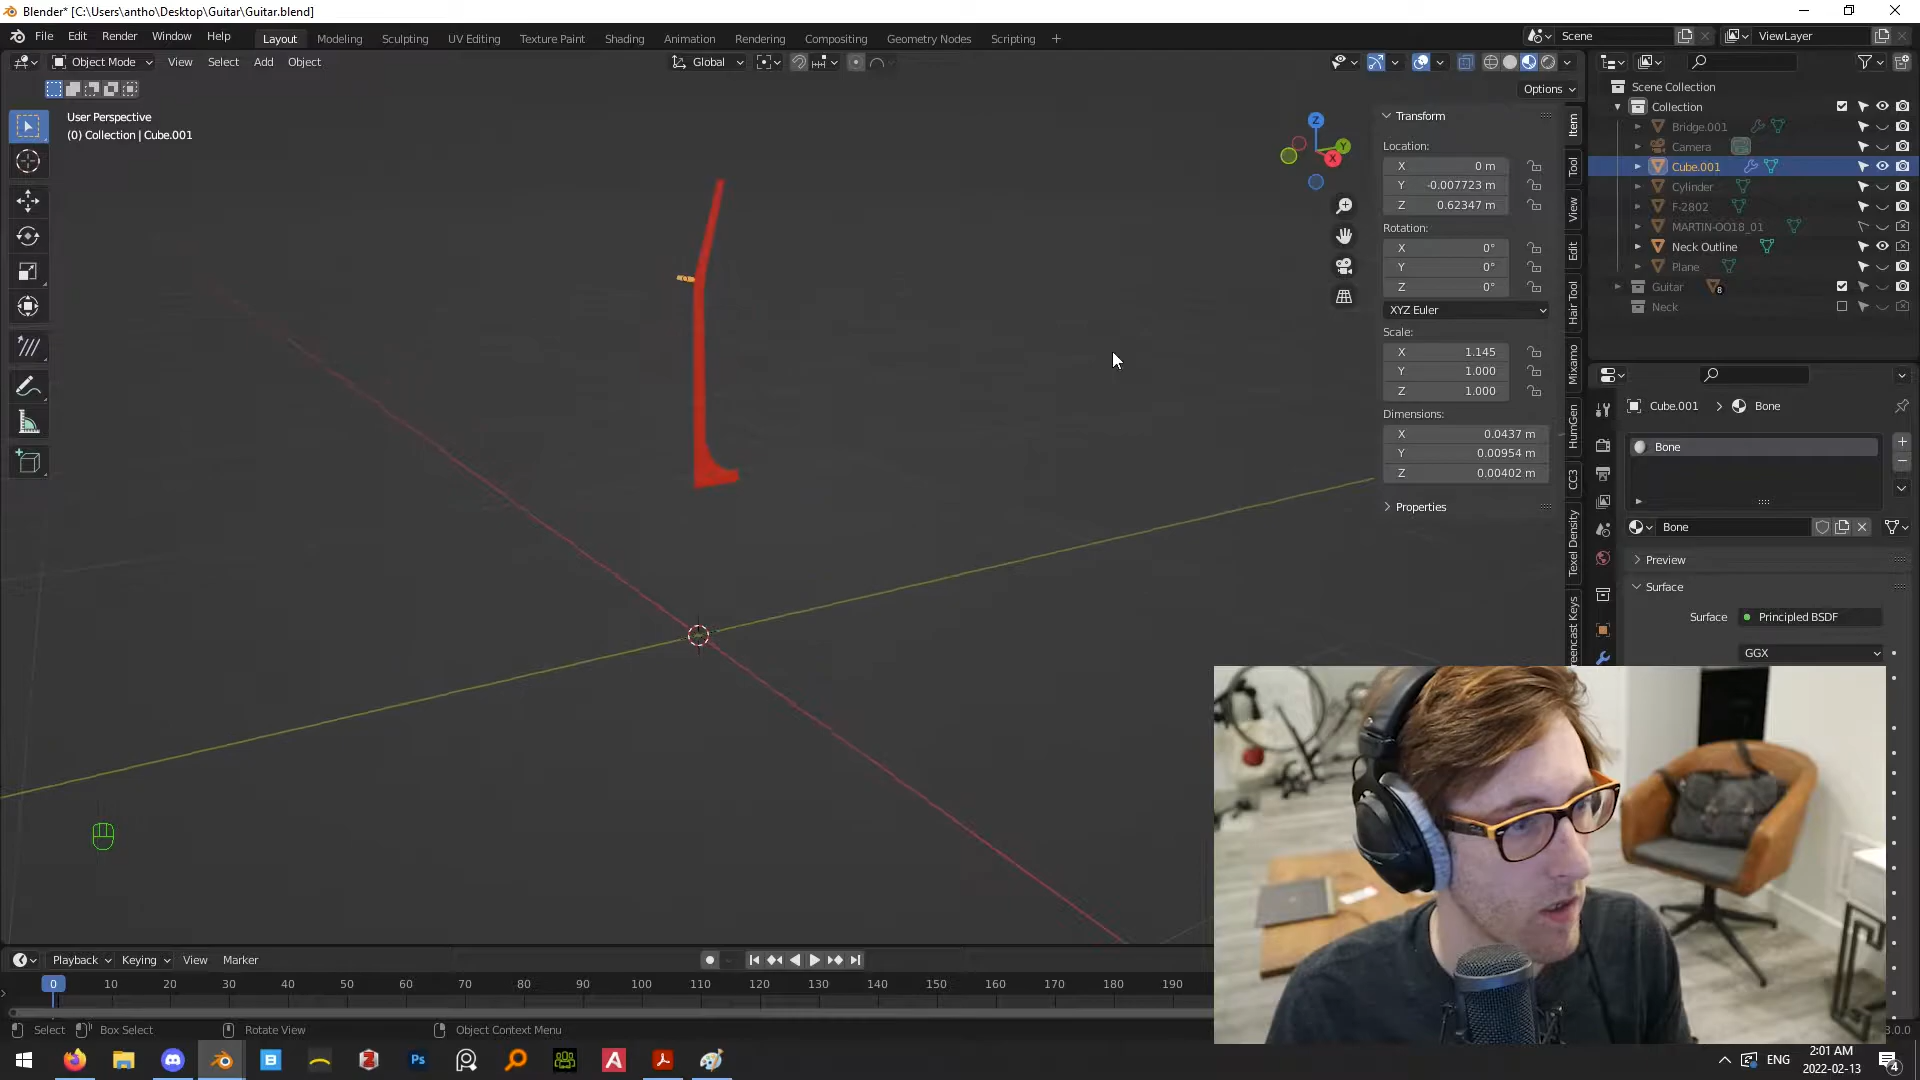 Blender* [C:\Users\antho\Desktop\Guitar\Guitar.blend]
File Edit Render Window Help Layout Modeling Sculpting UV Editing Texture Paint Shading Animation Rendering Compositing Geometry Nodes Scripting + Scene ViewLayer
Object Mode View Select Add Object Global
Options
User Perspective
(0) Collection | Cube.001
Transform
Location:
X 0 m
Y -0.007723 m
Z 0.62347 m
Rotation:
X 0°
Y 0°
Z 0°
XYZ Euler
Scale:
X 1.145
Y 1.000
Z 1.000
Dimensions:
X 0.0437 m
Y 0.00954 m
Z 0.00402 m
Properties
Z
Y
X
Item
Tool
View
Edit
Hair Tool
Mixamo
HumGen
CC3
Texel Density
Screencast Keys
Scene Collection
Collection
Bridge.001
Camera
Cube.001
Cylinder
F-2802
MARTIN-OO18_01
Neck Outline
Plane
Guitar 8
Neck
Cube.001 > Bone
Bone
Bone
Preview
Surface
Surface Principled BSDF
GGX
Playback Keying View Marker
0 10 20 30 40 50 60 70 80 90 100 110 120 130 140 150 160 170 180 190
Select Box Select Rotate View Object Context Menu
3.0.0
Ps
A
B
Z
ENG
2:01 AM
2022-02-13
4